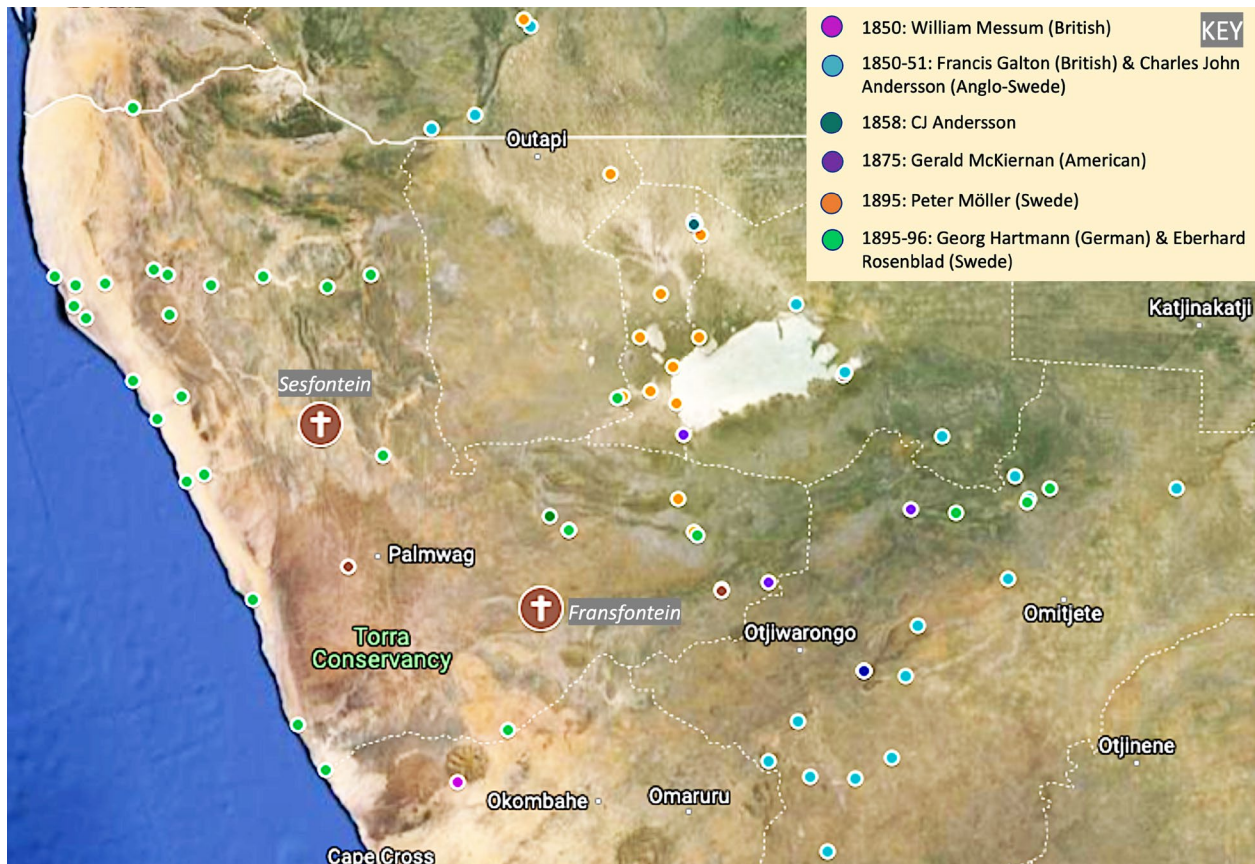 KEY
1850: William Messum (British)
1850-51: Francis Galton (British) & Charles John
Andersson (Anglo-Swede)
1858: CJ Andersson
1875: Gerald McKiernan (American)
1895: Peter Möller (Swede)
1895-96: Georg Hartmann (German) & Eberhard
Rosenblad (Swede)
Outapi
Katjinakatji
Sesfontein
Palmwag
Fransfontein
Omitjete
Torra
Conservancy
Otjiwarongo
Otjinene
Okombahe
Omaruru
Cape Cross